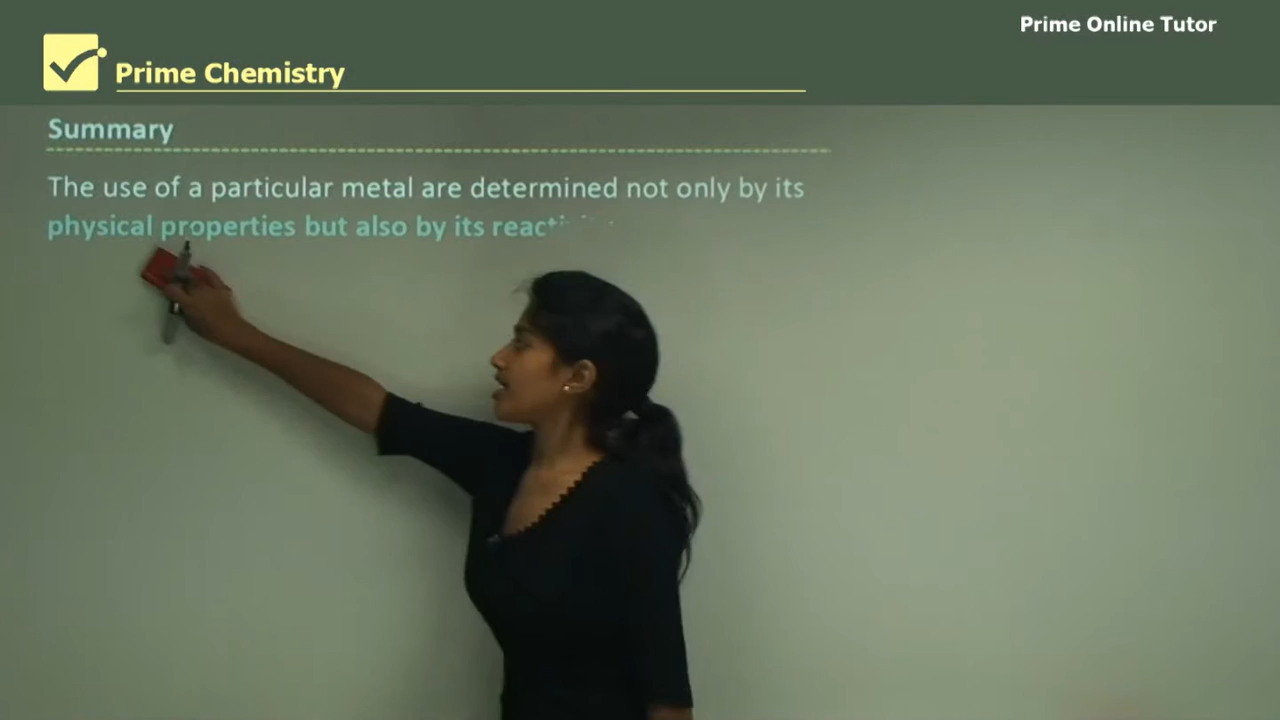 Prime Online Tutor
Prime Chemistry
Summary
The use of a particular metal are determined not only by its
physical properties but also by its